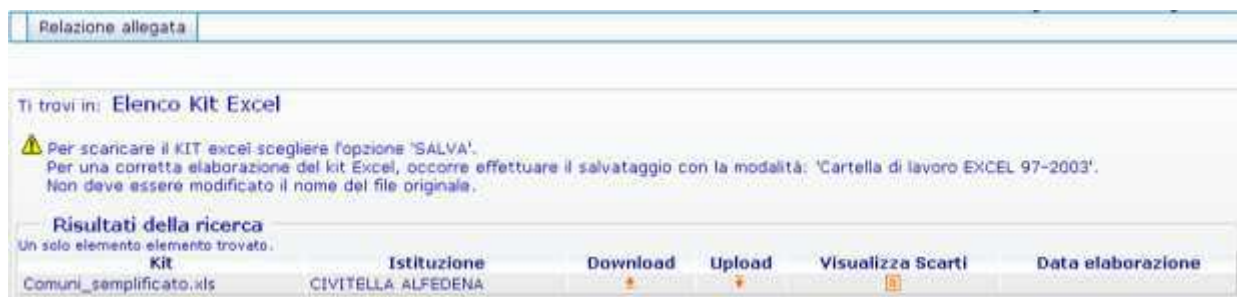 Relazione allegata
Ti trovi in: Elenco Kit Excel
Per scaricare il KIT excel scegliere l'opzione 'SALVA'.
Per una corretta elaborazione del kit Excel, occorre effettuare il salvataggio con la modalità: 'Cartella di lavoro EXCEL 97-2003'.
Non deve essere modificato il nome del file originale.
Risultati della ricerca
Un solo elemento elemento trovato.
Kit Istituzione Download Upload Visualizza Scarti Data elaborazione
Comuni_semplificato.xls CIVITELLA ALFEDENA